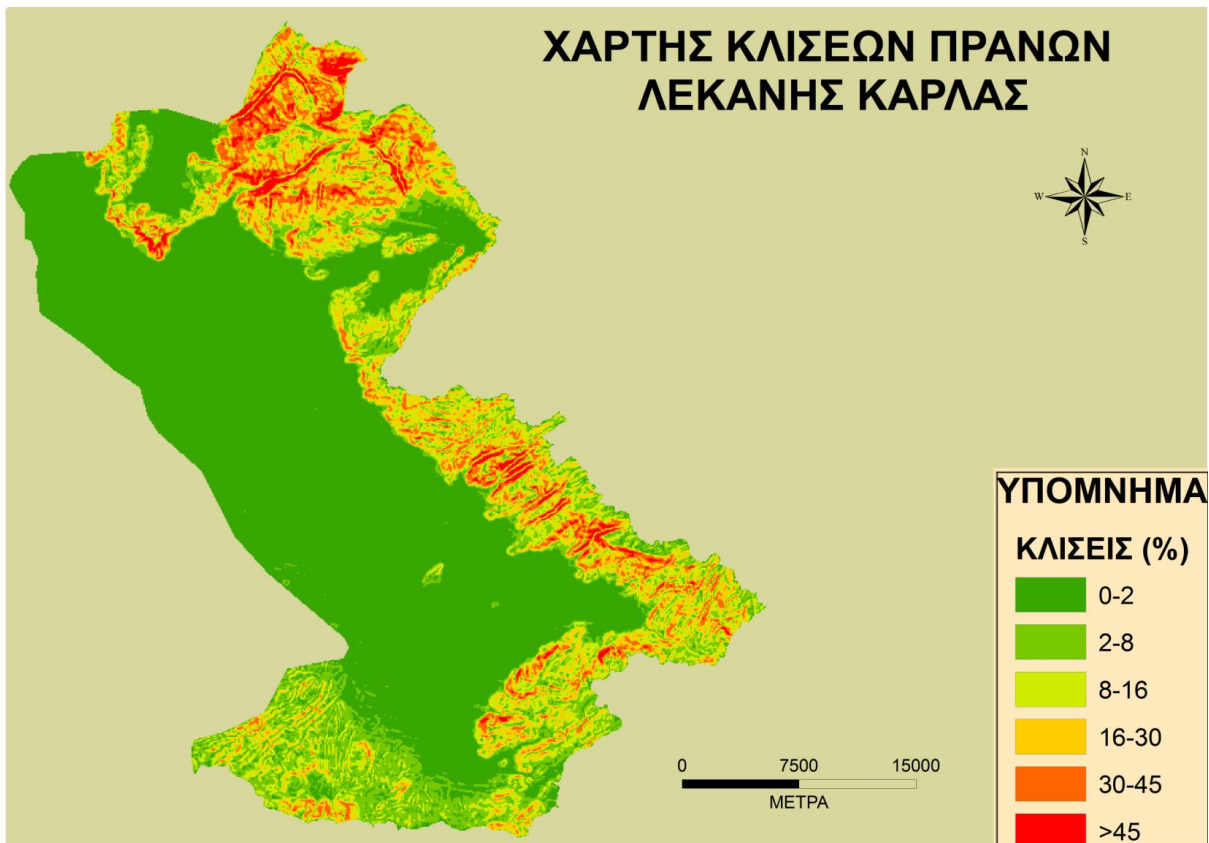 ΧΑΡΤΗΣ ΚΛΙΣΕΩΝ ΠΡΑΝΩΝ
ΛΕΚΑΝΗΣ ΚΑΡΛΑΣ
N
W E
S
ΥΠΟΜΝΗΜΑ
ΚΛΙΣΕΙΣ (%)
0-2
2-8
8-16
16-30
30-45
>45
0 7500 15000
ΜΕΤΡΑ